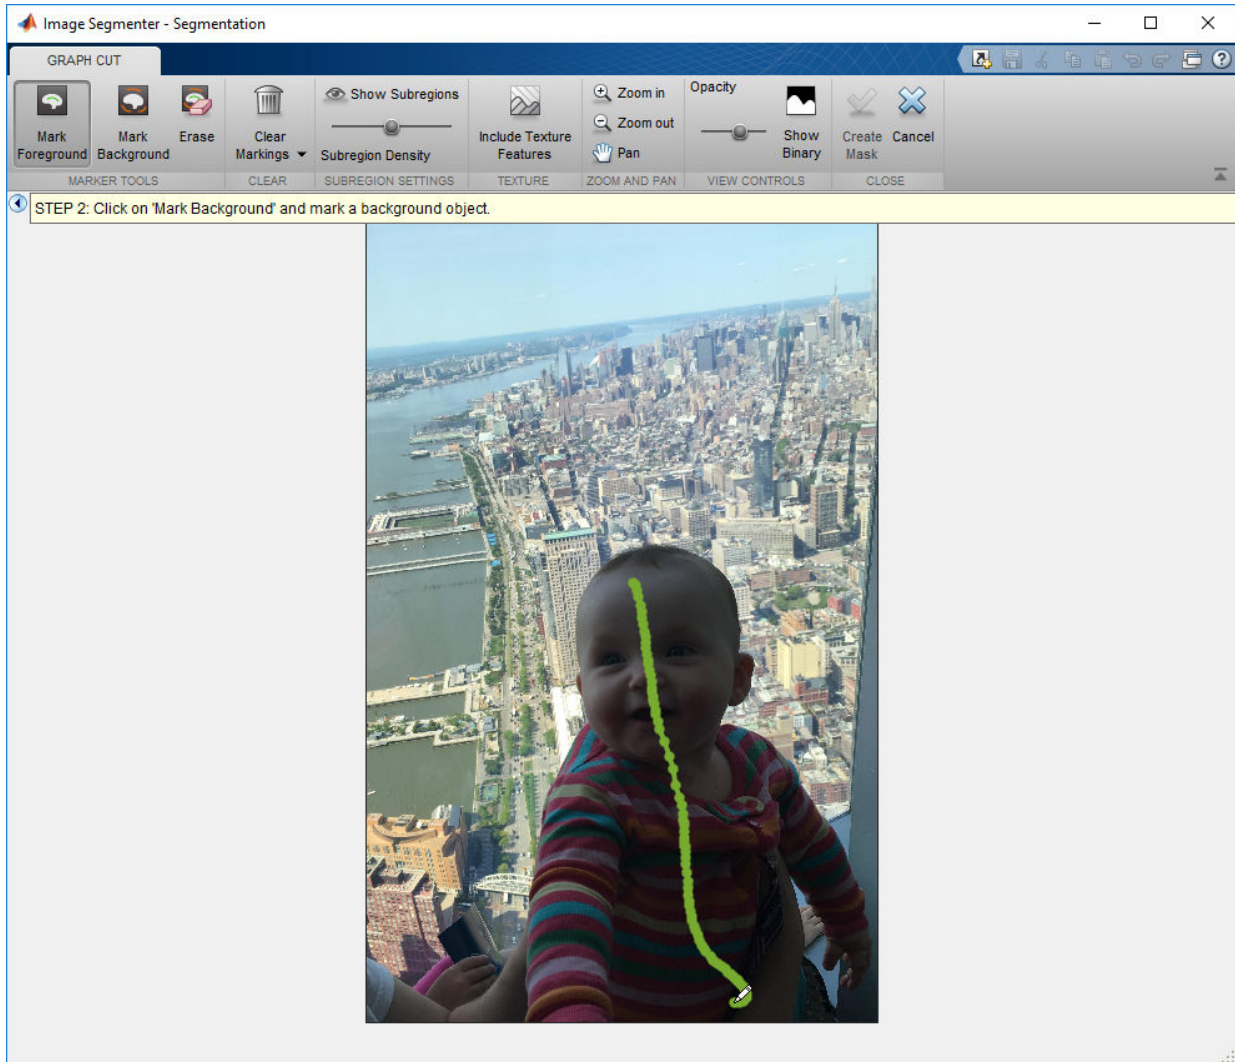 Image Segmenter - Segmentation
GRAPH CUT
Mark
Foreground
Mark
Background
Erase
MARKER TOOLS
Clear
Markings
CLEAR
Show Subregions
Subregion Density
SUBREGION SETTINGS
Include Texture
Features
TEXTURE
Zoom in
Zoom out
Pan
ZOOM AND PAN
Opacity
Show
Binary
VIEW CONTROLS
Create
Mask
Cancel
CLOSE
STEP 2: Click on 'Mark Background' and mark a background object.